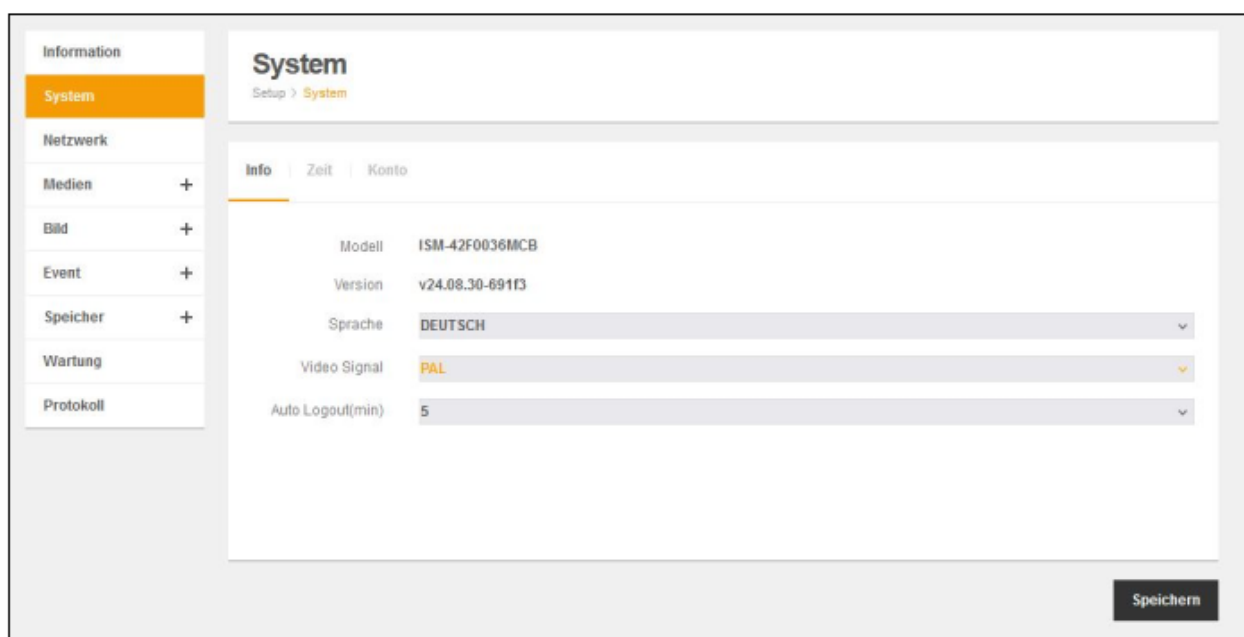 Information
System
Netzwerk
Medien +
Bild +
Event +
Speicher +
Wartung
Protokoll
System
Setup > System
Info | Zeit | Konto
Modell ISM-42F0036MCB
Version v24.08.30-691f3
Sprache DEUTSCH
Video Signal PAL
Auto Logout(min) 5
Speichern